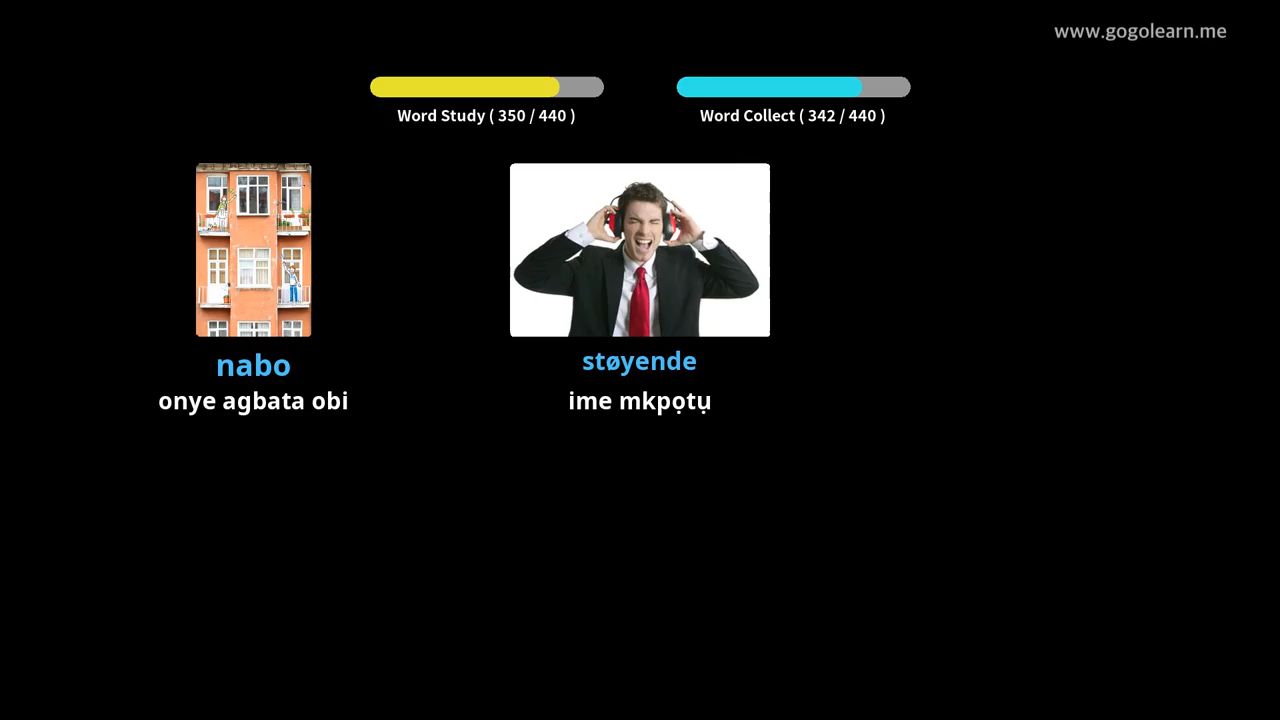 www.gogolearn.me
Word Study ( 350 / 440 )
Word Collect ( 342 / 440 )
nabo
støyende
onye agbata obi
ime mkpọtụ